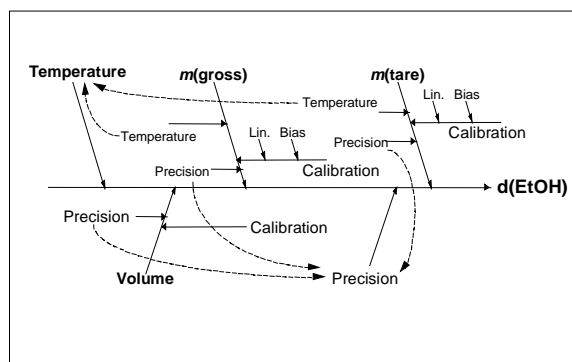 Temperature
m(gross)
m(tare)
Temperature
Lin.
Bias
Temperature
Lin.
Bias
Precision
Calibration
Precision
Calibration
d(EtOH)
Precision
Calibration
Volume
Precision